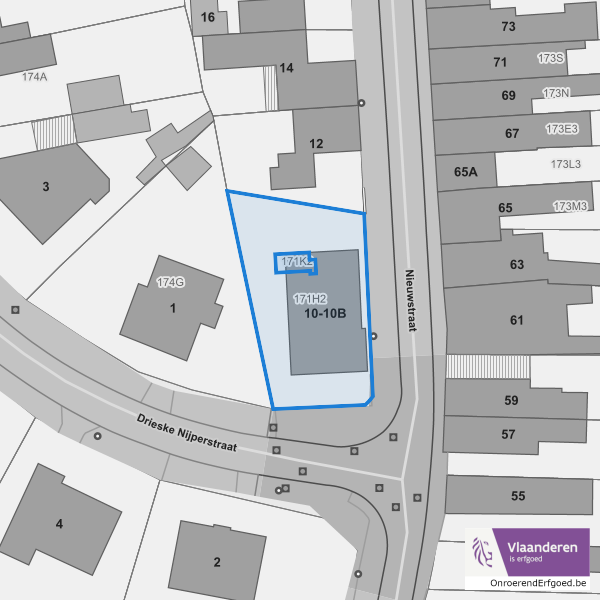 16
73
14
71
173S
174A
69
173N
12
67
173E3
65A
173L3
3
65
173M3
171K2
63
174G
171H2
1
10-10B
Nieuwstraat
61
59
Drieske Nijperstraat
57
55
4
2
Vlaanderen
is erfgoed
OnroerendErfgoed.be